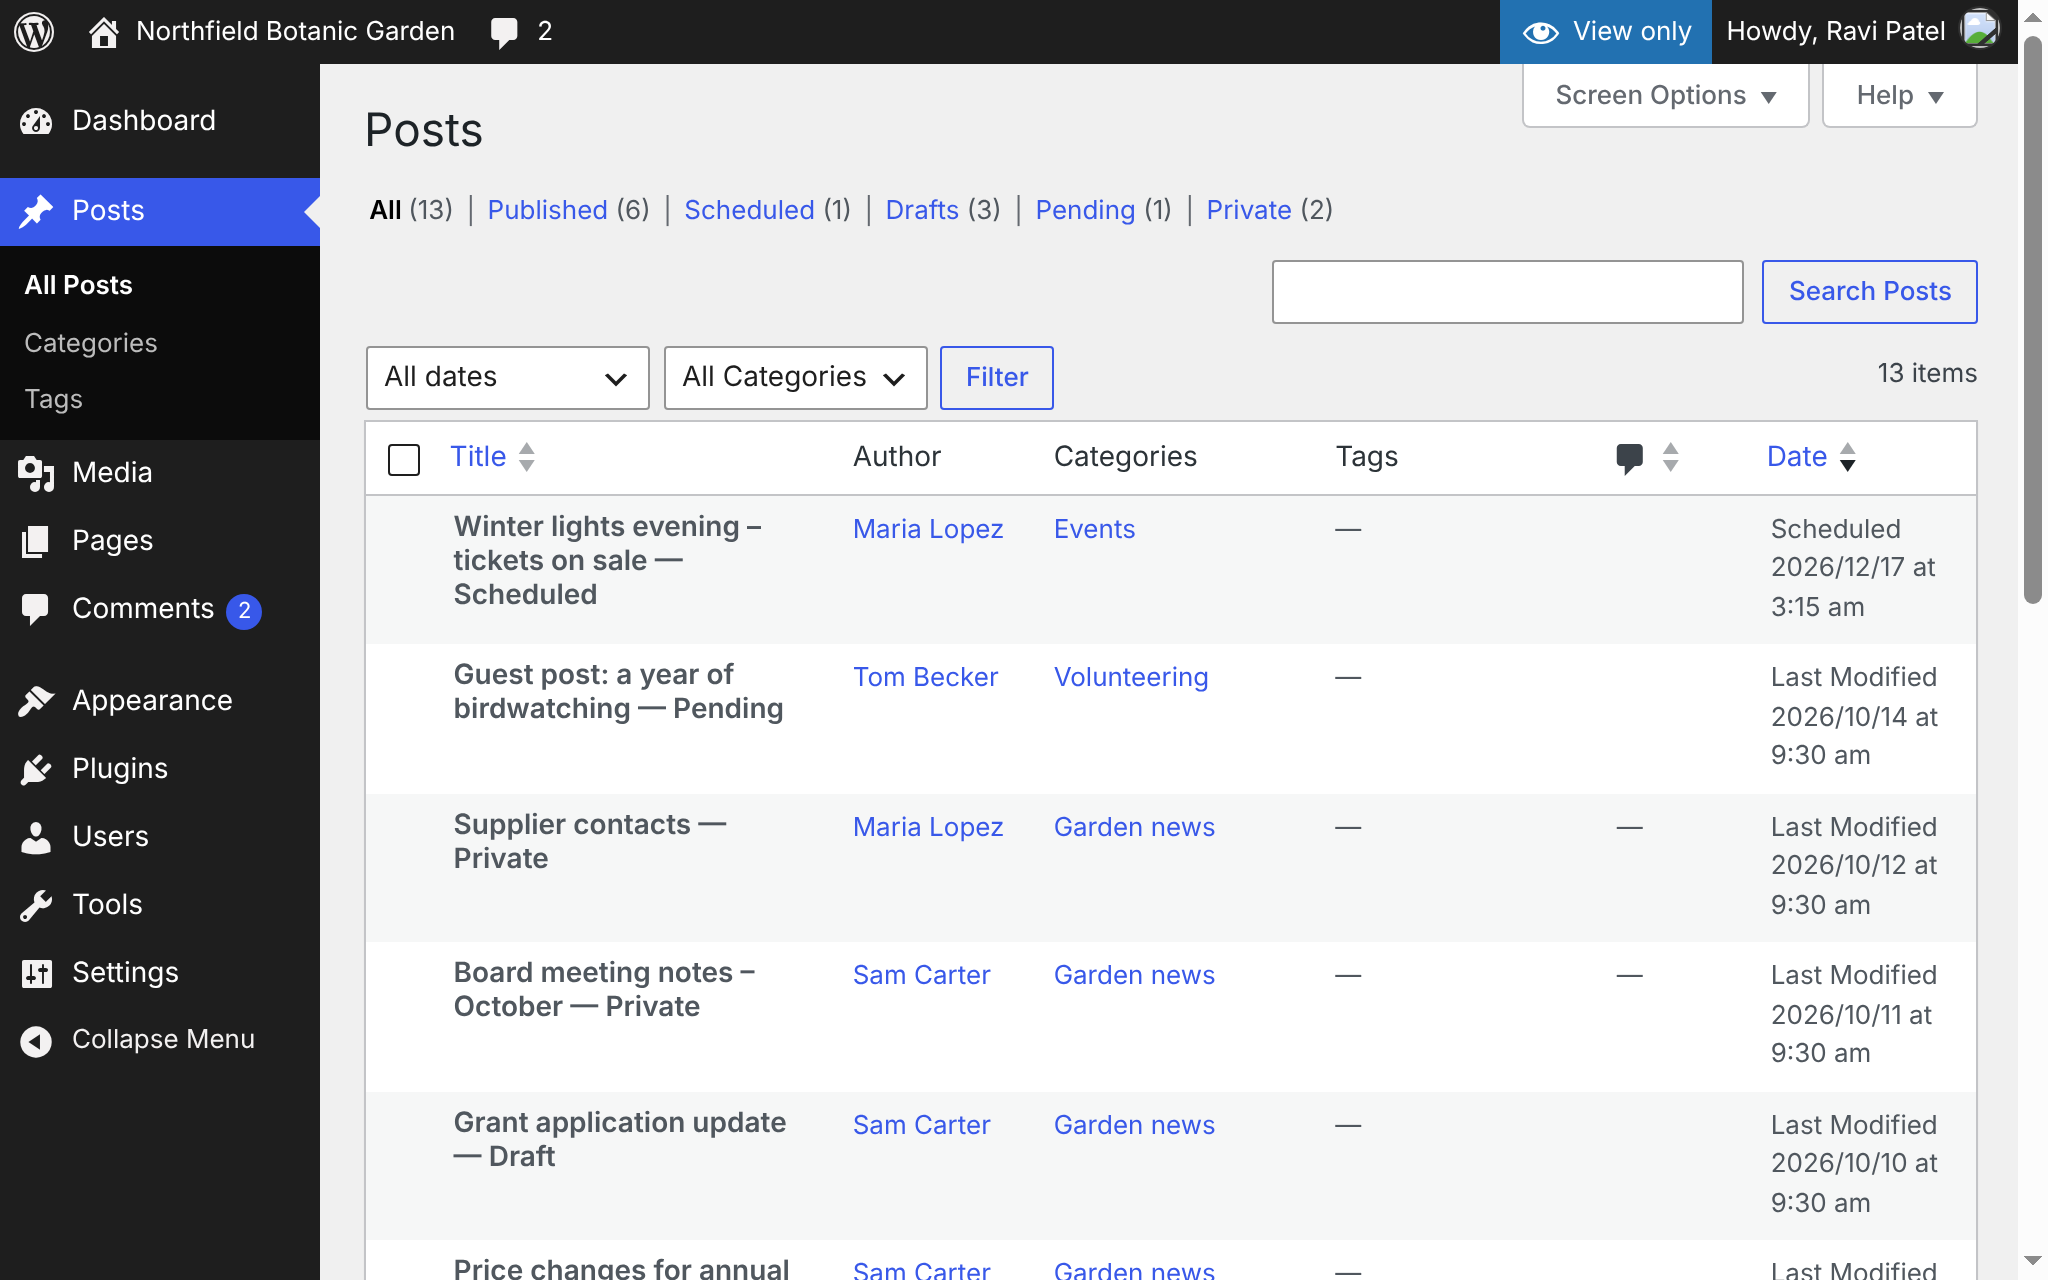 Northfield Botanic Garden 2 View only Howdy, Ravi Patel
Dashboard
Posts
All Posts
Categories
Tags
Media
Pages
Comments 2
Appearance
Plugins
Users
Tools
Settings
Collapse Menu
Screen Options Help
Posts
All (13) | Published (6) | Scheduled (1) | Drafts (3) | Pending (1) | Private (2)
Search Posts
All dates All Categories Filter 13 items
Title Author Categories Tags Date
Winter lights evening –
tickets on sale —
Scheduled
Maria Lopez Events —
Scheduled
2026/12/17 at
3:15 am
Guest post: a year of
birdwatching — Pending
Tom Becker Volunteering —
Last Modified
2026/10/14 at
9:30 am
Supplier contacts —
Private
Maria Lopez Garden news — —
Last Modified
2026/10/12 at
9:30 am
Board meeting notes –
October — Private
Sam Carter Garden news — —
Last Modified
2026/10/11 at
9:30 am
Grant application update
— Draft
Sam Carter Garden news —
Last Modified
2026/10/10 at
9:30 am
Price changes for annual
Sam Carter Garden news —
Last Modified